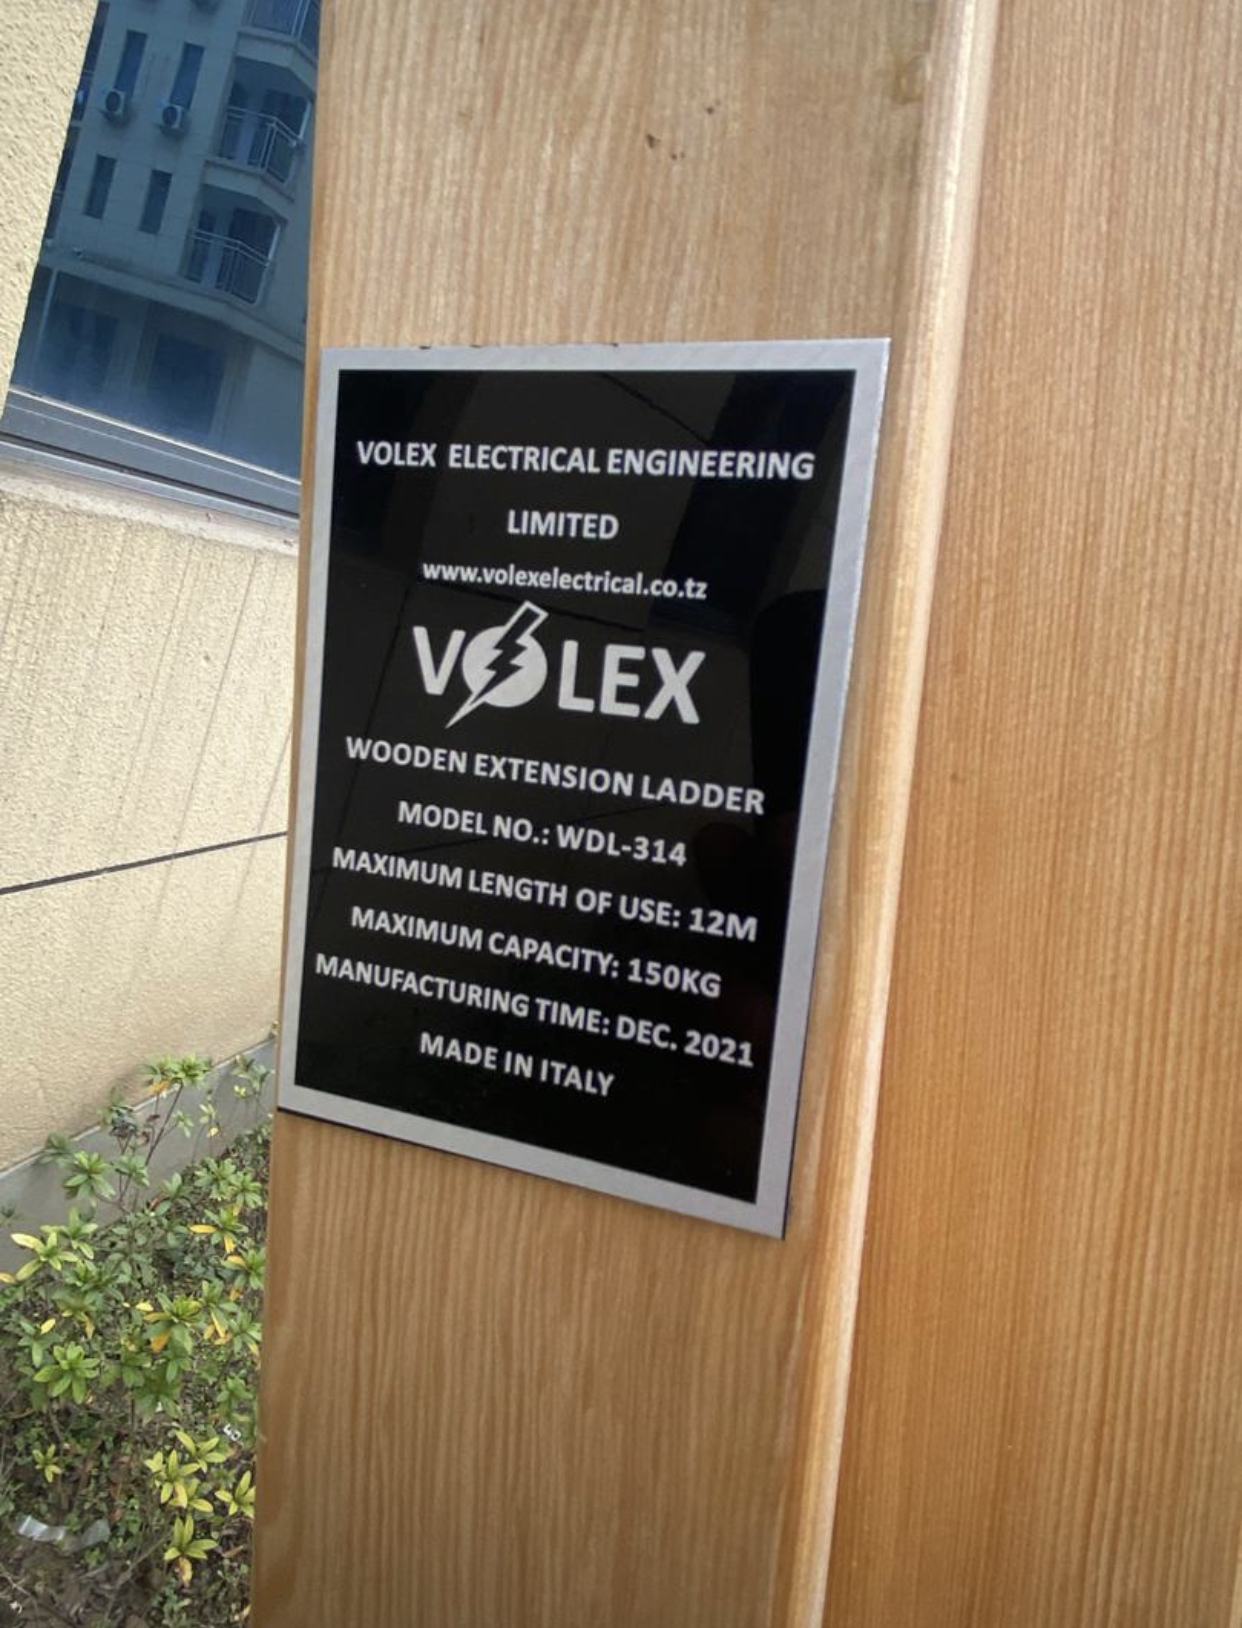 VOLEX ELECTRICAL ENGINEERING
LIMITED
www.volexelectrical.co.tz
VOLEX
WOODEN EXTENSION LADDER
MODEL NO.: WDL-314
MAXIMUM LENGTH OF USE: 12M
MAXIMUM CAPACITY: 150KG
MANUFACTURING TIME: DEC. 2021
MADE IN ITALY